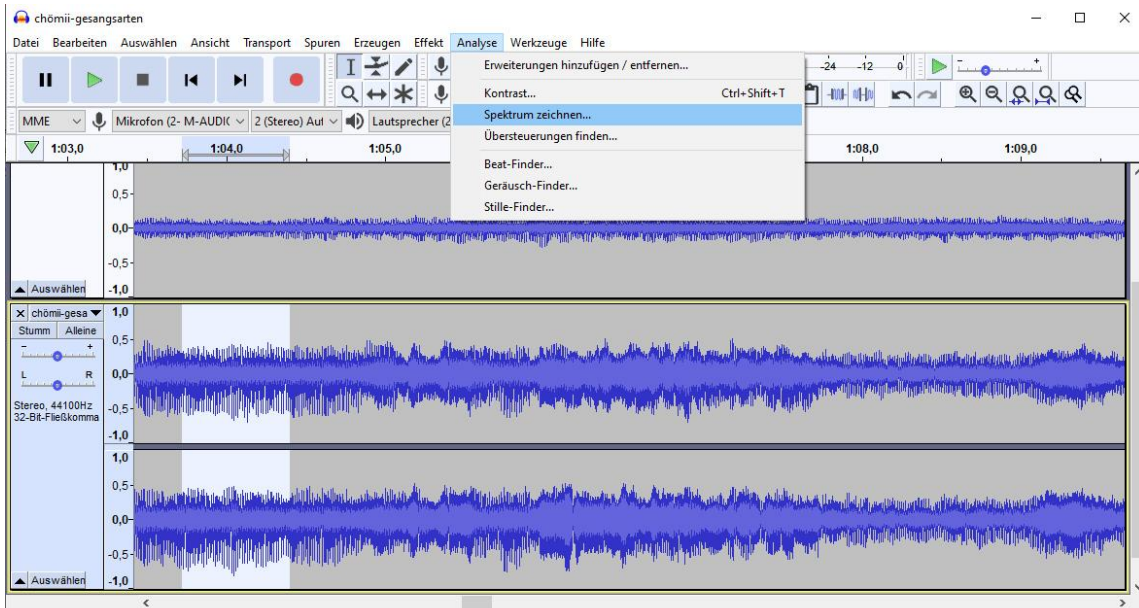 chömii-gesangsarten
Datei Bearbeiten Auswählen Ansicht Transport Spuren Erzeugen Effekt Analyse Werkzeuge Hilfe
Erweiterungen hinzufügen / entfernen...
Kontrast... Ctrl+Shift+T
Spektrum zeichnen...
Übersteuerungen finden...
Beat-Finder...
Geräusch-Finder...
Stille-Finder...
-24 -12 0
MME Mikrofon (2- M-AUDI 2 (Stereo) Auf Lautsprecher (2
1:03,0 1:04,0 1:05,0 1:08,0 1:09,0
1,0
0,5
0,0
-0,5
-1,0
Auswählen
chömii-gesa
Stumm Alleine
- +
L R
Stereo, 44100Hz
32-Bit-Fließkomma
1,0
0,5
0,0
-0,5
-1,0
1,0
0,5
0,0
-0,5
-1,0
Auswählen